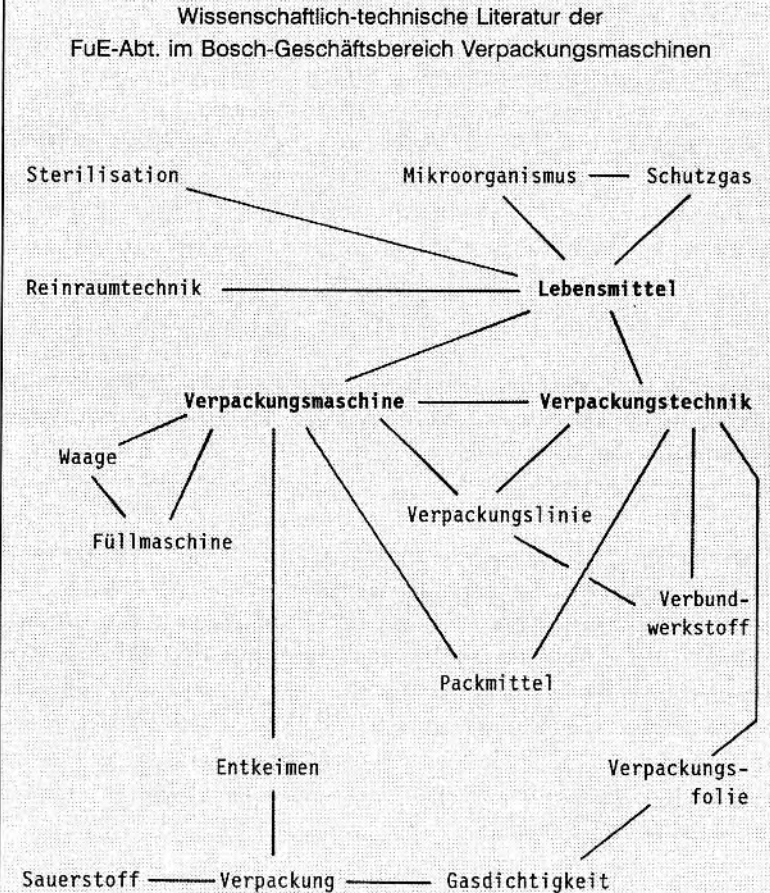 Wissenschaftlich-technische Literatur der
FuE-Abt. im Bosch-Geschäftsbereich Verpackungsmaschinen
Sterilisation
Mikroorganismus
Schutzgas
Reinraumtechnik
Lebensmittel
Verpackungsmaschine
Verpackungstechnik
Waage
Verpackungslinie
Füllmaschine
Verbund-
werkstoff
Packmittel
Entkeimen
Verpackungs-
folie
Sauerstoff
Verpackung
Gasdichtigkeit